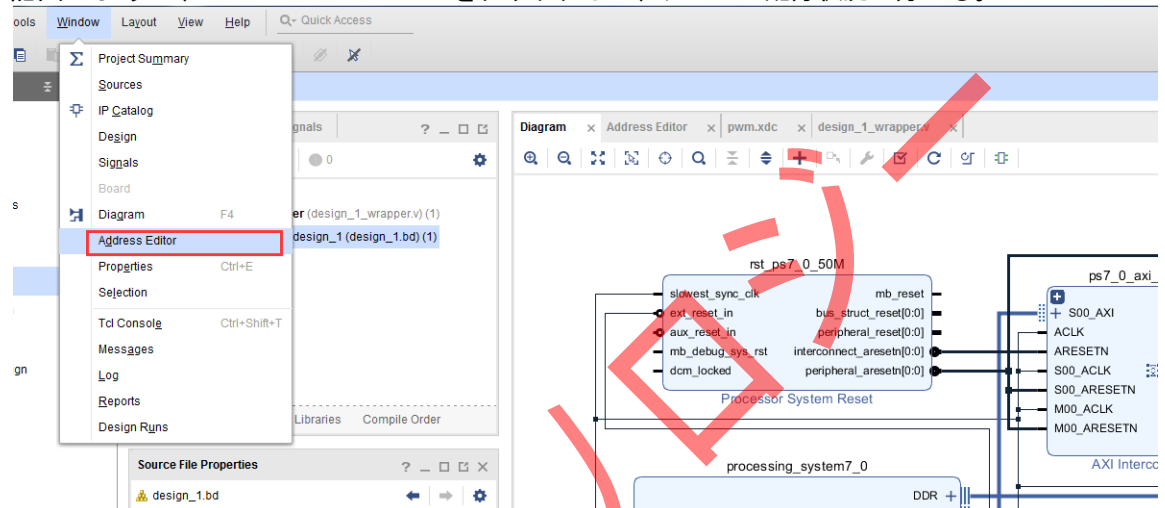 ools Window Layout View Help Quick Access
Project Summary
Sources
IP Catalog
Design
Signals
Board
Diagram F4
Address Editor
Properties Ctrl+E
Selection
Tcl Console Ctrl+Shift+T
Messages
Log
Reports
Design Runs
s
gn
gnals
0
er (design_1_wrapper.v) (1)
design_1 (design_1.bd) (1)
Libraries Compile Order
Source File Properties
design_1.bd
Diagram Address Editor pwm.xdc design_1_wrapper.v
rst_ps7_0_50M
slowest_sync_clk mb_reset
ext_reset_in bus_struct_reset[0:0]
aux_reset_in peripheral_reset[0:0]
mb_debug_sys_rst interconnect_aresetn[0:0]
dcm_locked peripheral_aresetn[0:0]
Processor System Reset
ps7_0_axi_
S00_AXI
ACLK
ARESETN
S00_ACLK
S00_ARESETN
M00_ACLK
M00_ARESETN
AXI Interco
processing_system7_0
DDR